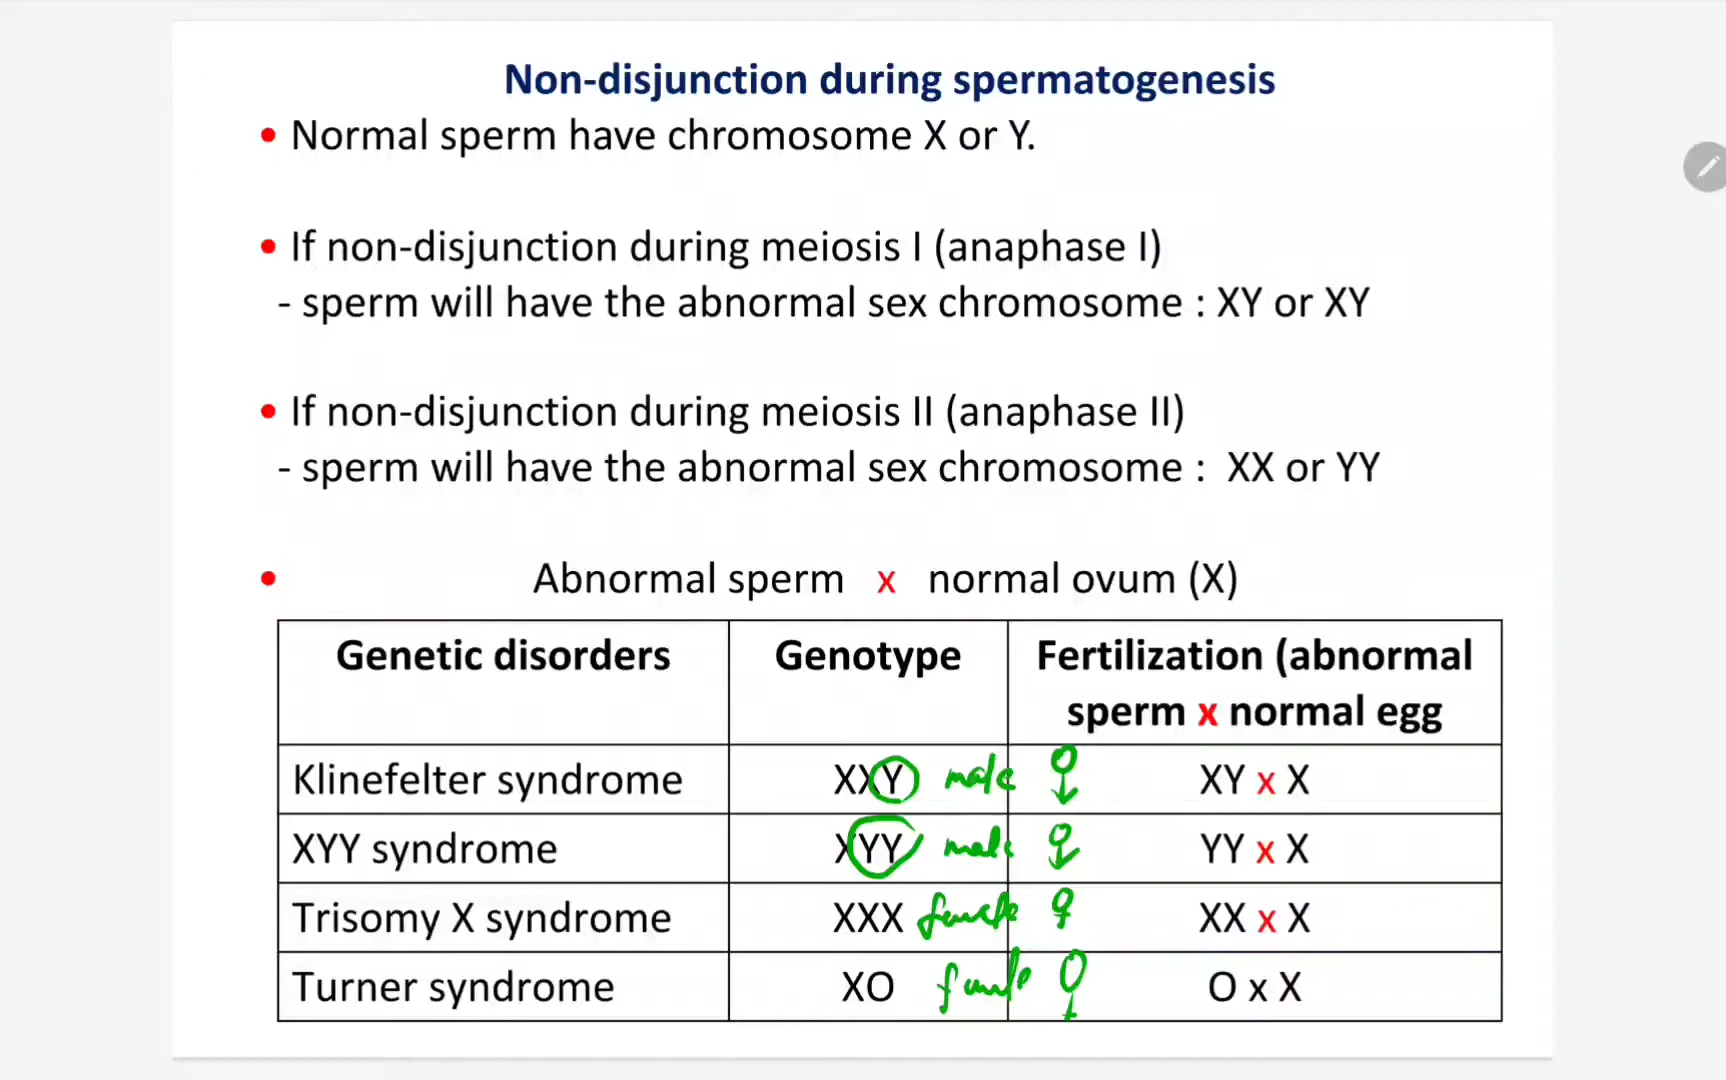 Non-disjunction during spermatogenesis
• Normal sperm have chromosome X or Y.
• If non-disjunction during meiosis I (anaphase I)
- sperm will have the abnormal sex chromosome : XY or XY
• If non-disjunction during meiosis II (anaphase II)
- sperm will have the abnormal sex chromosome : XX or YY
• Abnormal sperm x normal ovum (X)
Genetic disorders Genotype Fertilization (abnormal
sperm x normal egg
Klinefelter syndrome XXY male XY x X
XYY syndrome XYY male YY x X
Trisomy X syndrome XXX female ♀ XX x X
Turner syndrome XO female ♀ O x X